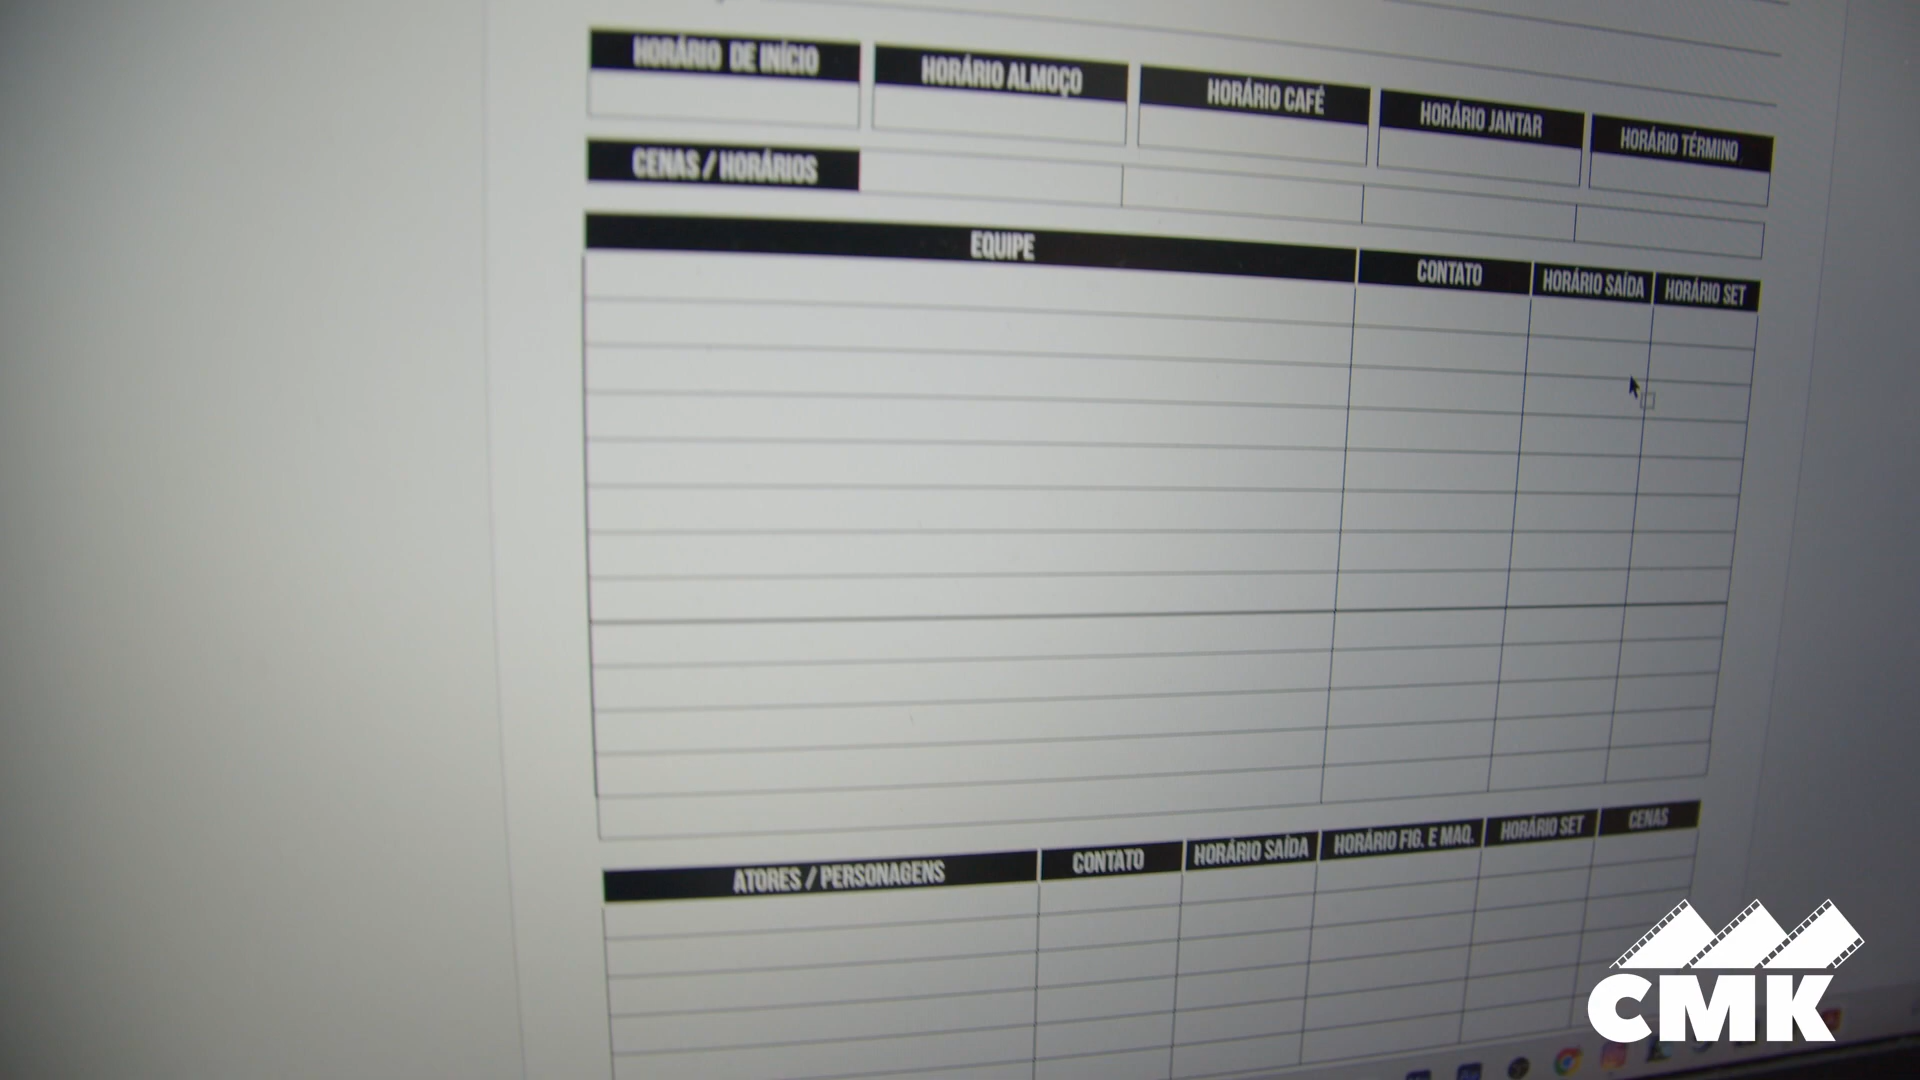 HORÁRIO DE INÍCIO
HORÁRIO ALMOÇO
HORÁRIO CAFÉ
HORÁRIO JANTAR
HORÁRIO TÉRMINO
CENAS / HORÁRIOS
EQUIPE
CONTATO
HORÁRIO SAÍDA
HORÁRIO SET
ATORES / PERSONAGENS
CONTATO
HORÁRIO SAÍDA
HORÁRIO FIG. E MAQ.
HORÁRIO SET
CENAS
CMK